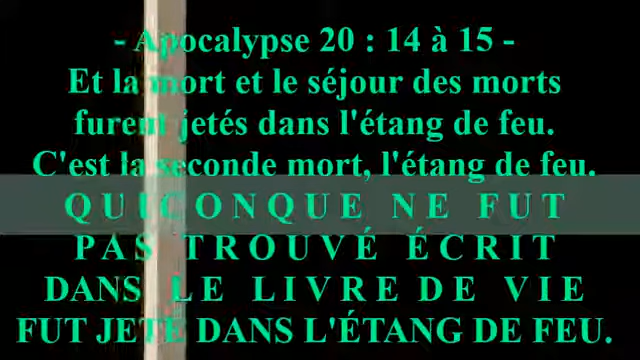 - Apocalypse 20 : 14 à 15 -
Et la mort et le séjour des morts
furent jetés dans l'étang de feu.
C'est la seconde mort, l'étang de feu.
QUICONQUE NE FUT
PAS TROUVÉ ÉCRIT
DANS LE LIVRE DE VIE
FUT JETÉ DANS L'ÉTANG DE FEU.